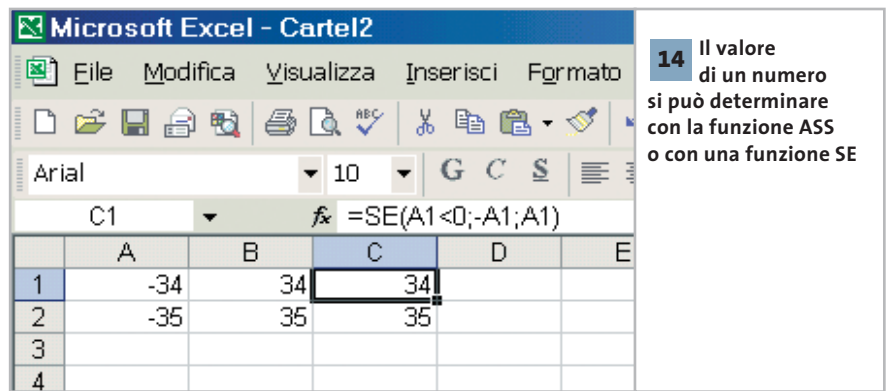 Microsoft Excel - Cartel2
File Modifica Visualizza Inserisci Formato
ABC
Arial 10 G C S
C1 fx =SE(A1<0;-A1;A1)
A B C D E
1 -34 34 34
2 -35 35 35
3
4
14 Il valore
di un numero
si può determinare
con la funzione ASS
o con una funzione SE